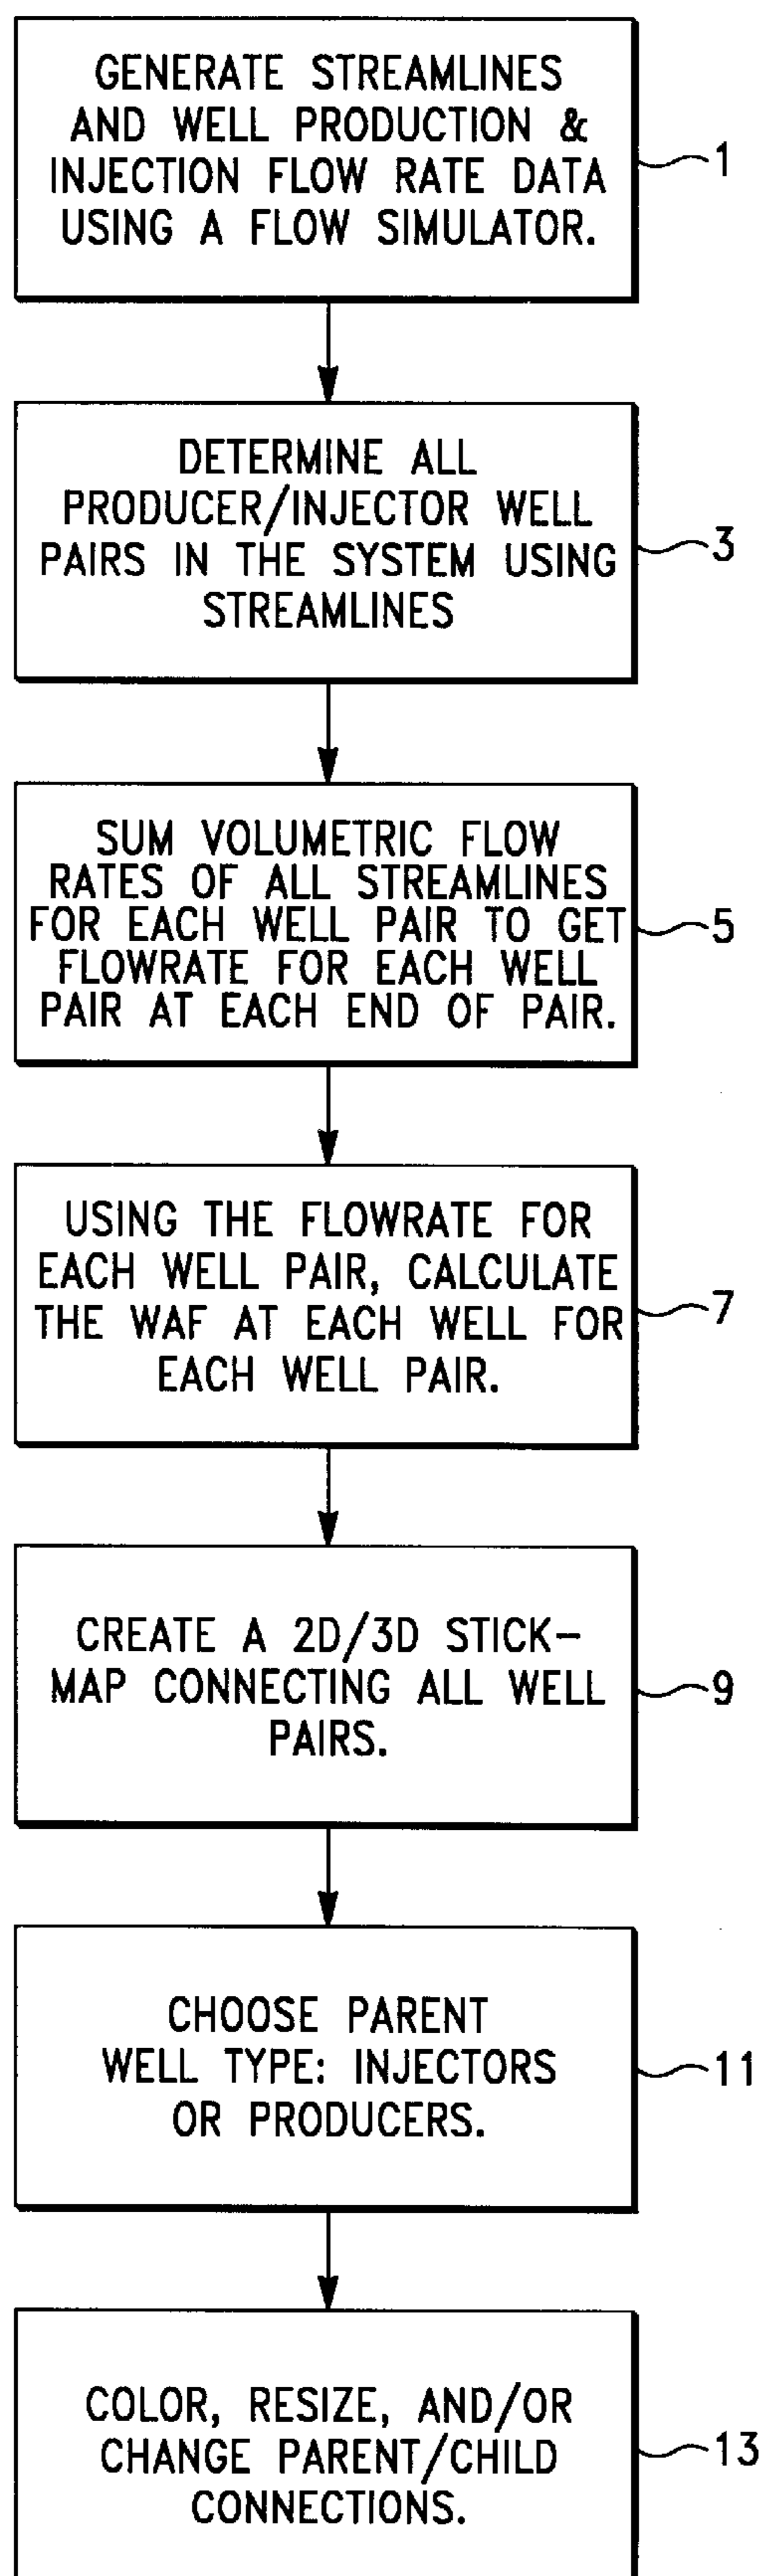 GENERATE STREAMLINES
AND WELL PRODUCTION &
INJECTION FLOW RATE DATA
USING A FLOW SIMULATOR.
1
DETERMINE ALL
PRODUCER/INJECTOR WELL
PAIRS IN THE SYSTEM USING
STREAMLINES
3
SUM VOLUMETRIC FLOW
RATES OF ALL STREAMLINES
FOR EACH WELL PAIR TO GET
FLOWRATE FOR EACH WELL
PAIR AT EACH END OF PAIR.
5
USING THE FLOWRATE FOR
EACH WELL PAIR, CALCULATE
THE WAF AT EACH WELL FOR
EACH WELL PAIR.
7
CREATE A 2D/3D STICK-
MAP CONNECTING ALL WELL
PAIRS.
9
CHOOSE PARENT
WELL TYPE: INJECTORS
OR PRODUCERS.
11
COLOR, RESIZE, AND/OR
CHANGE PARENT/CHILD
CONNECTIONS.
13